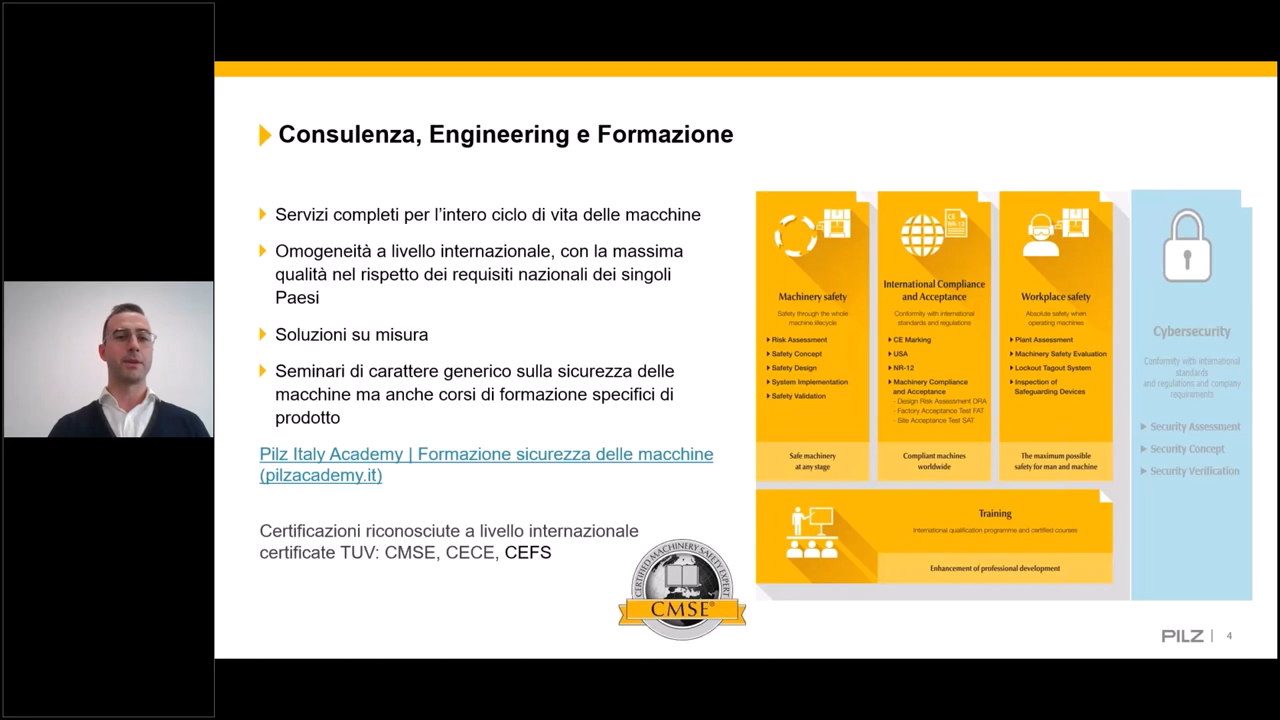 Consulenza, Engineering e Formazione
Servizi completi per l'intero ciclo di vita delle macchine
Omogeneità a livello internazionale, con la massima
qualità nel rispetto dei requisiti nazionali dei singoli
Paesi
Soluzioni su misura
Seminari di carattere generico sulla sicurezza delle
macchine ma anche corsi di formazione specifici di
prodotto
Pilz Italy Academy | Formazione sicurezza delle macchine
(pilzacademy.it)
Certificazioni riconosciute a livello internazionale
certificate TUV: CMSE, CECE, CEFS
CERTIFIED MACHINERY SAFETY EXPERT
CMSE®
Machinery safety
Safety through the whole
machine lifecycle
Risk Assessment
Safety Concept
Safety Design
System Implementation
Safety Validation
Safe machinery
at any stage
CE
NR-12
International Compliance
and Acceptance
Conformity with international
standards and regulations
CE Marking
USA
NR-12
Machinery Compliance
and Acceptance
- Design Risk Assessment DRA
- Factory Acceptance Test FAT
- Site Acceptance Test SAT
Compliant machines
worldwide
Workplace safety
Absolute safety when
operating machines
Plant Assessment
Machinery Safety Evaluation
Lockout Tagout System
Inspection of
Safeguarding Devices
The maximum possible
safety for man and machine
Cybersecurity
Conformity with international
standards
and regulations and company
requirements
Security Assessment
Security Concept
Security Verification
Training
International qualification programme and certified courses
Enhancement of professional development
PILZ | 4